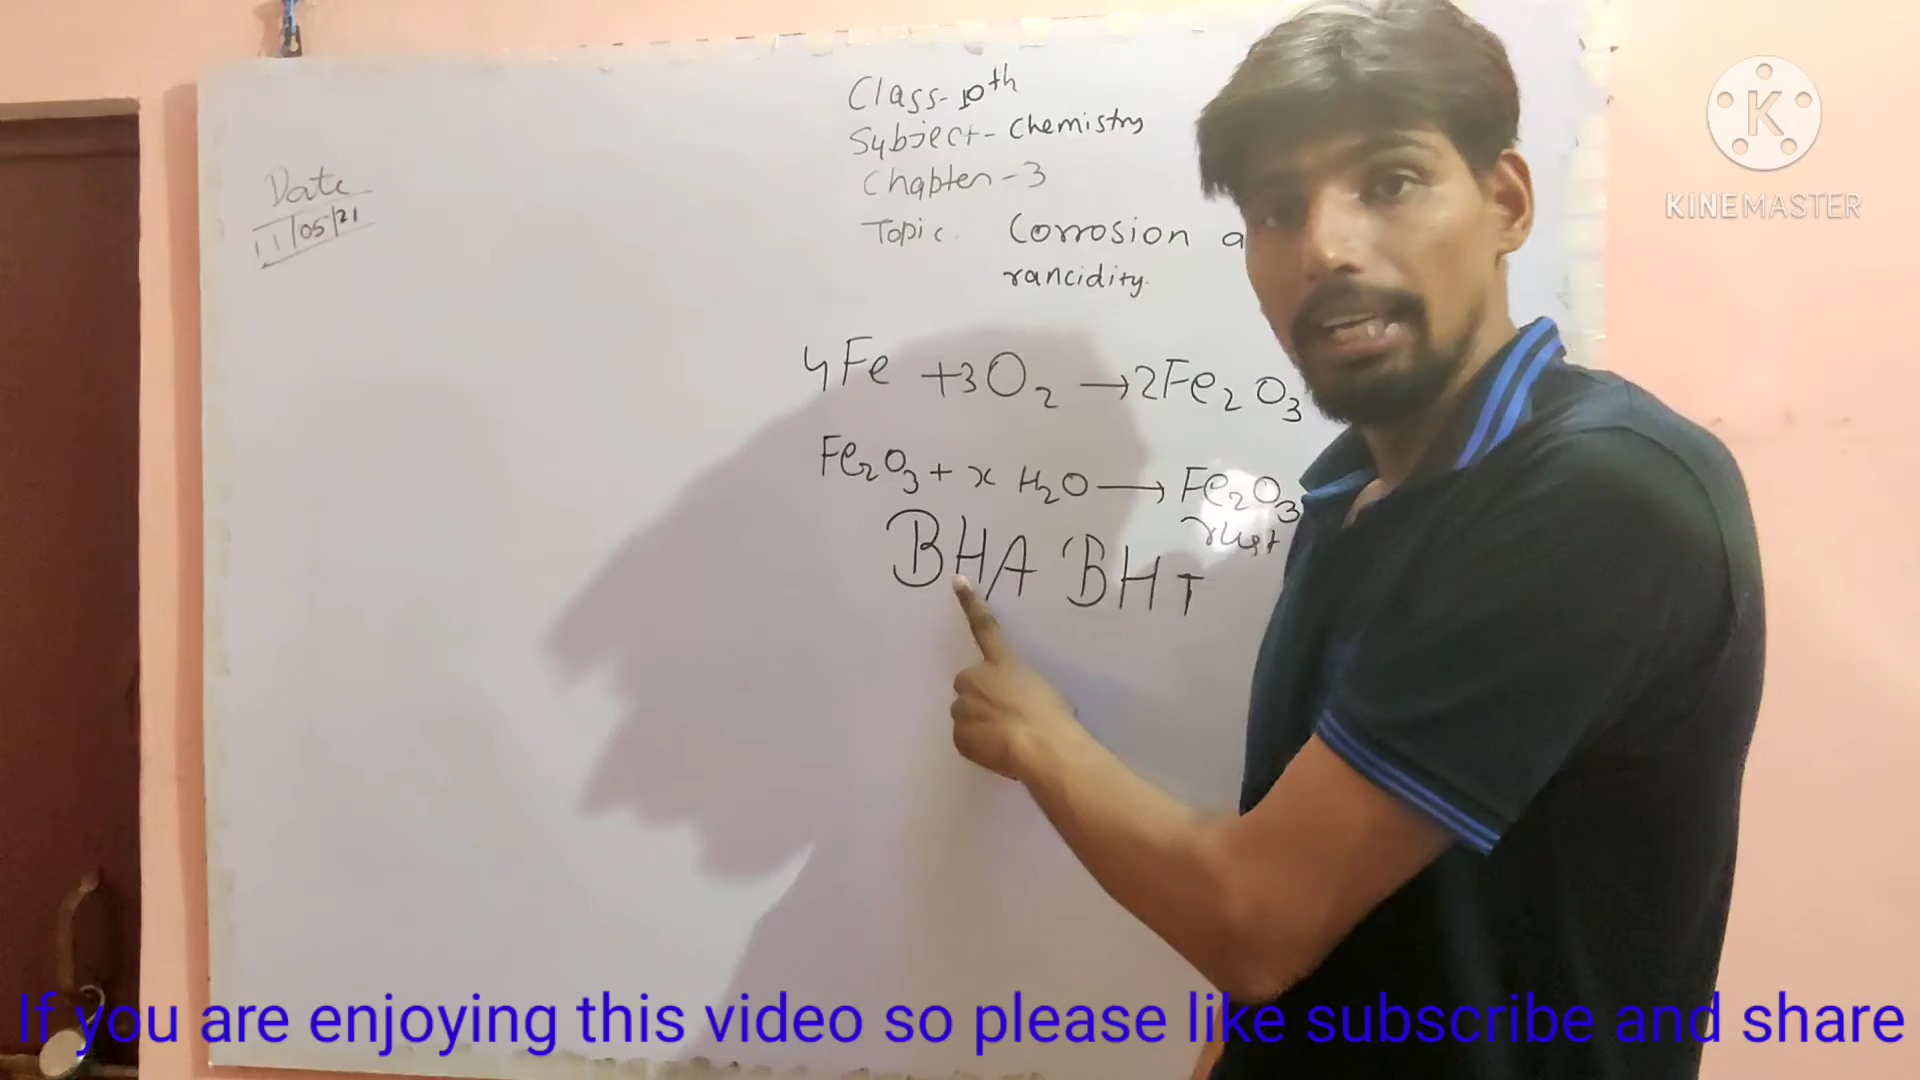 Class-10th
Subject- Chemistry
Chapter-3
Topic Corrosion a
rancidity.
Date
11/05/21
4Fe +3O2 →2Fe2O3
Fe2O3 + x H2O → Fe2O3
rust
BHA BHT
KINEMASTER
If you are enjoying this video so please like subscribe and share